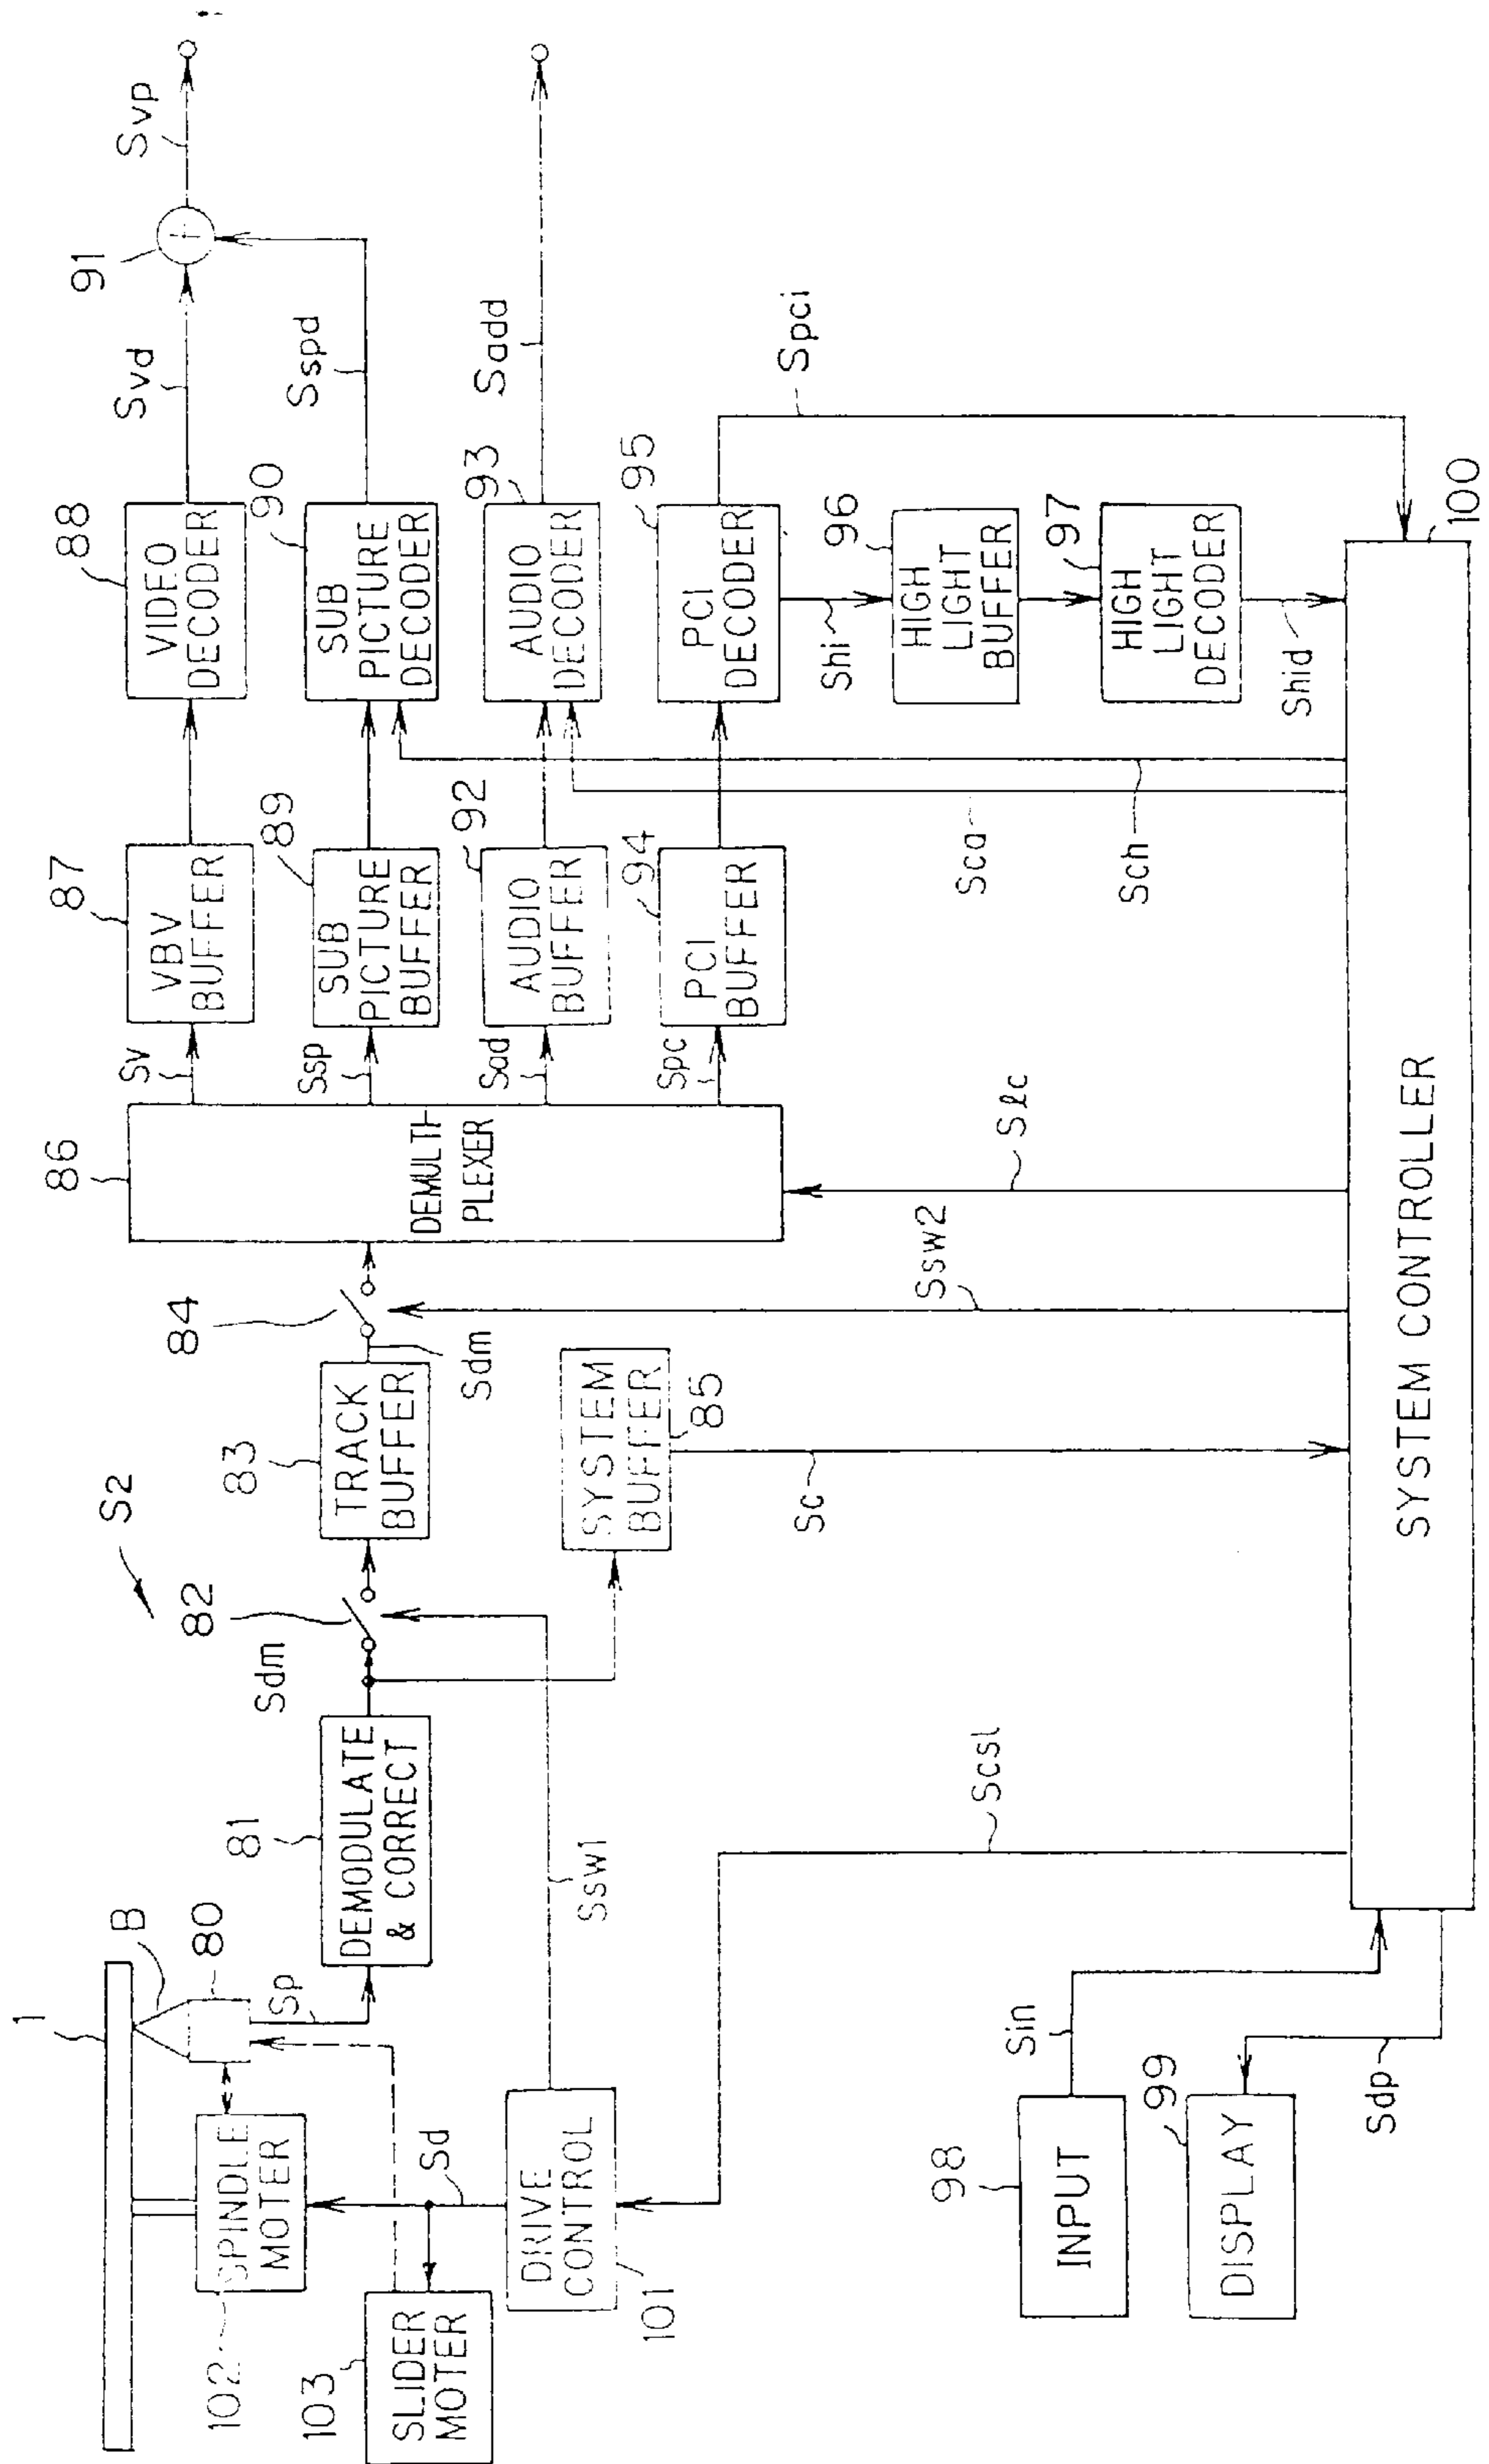 S2
1
B
80
Sp
102
SPINDLE
MOTER
103
SLIDER
MOTER
Sd
DRIVE
CONTROL
101
81
DEMODULATE
& CORRECT
Sdm
82
Ssw1
83
TRACK
BUFFER
Sdm
84
SYSTEM
BUFFER
85
Sc
Ssw2
Scsl
86
DEMULTI-
PLEXER
Slc
Sv
Ssp
Sad
Spc
87
VBV
BUFFER
89
SUB
PICTURE
BUFFER
92
AUDIO
BUFFER
94
PCI
BUFFER
88
VIDEO
DECODER
90
SUB
PICTURE
DECODER
93
AUDIO
DECODER
95
PCI
DECODER
Svd
91
Svp
Sspd
Sadd
Spci
Shi
96
HIGH
LIGHT
BUFFER
97
HIGH
LIGHT
DECODER
Shid
Sca
Sch
98
INPUT
Sin
99
DISPLAY
Sdp
SYSTEM CONTROLLER
100